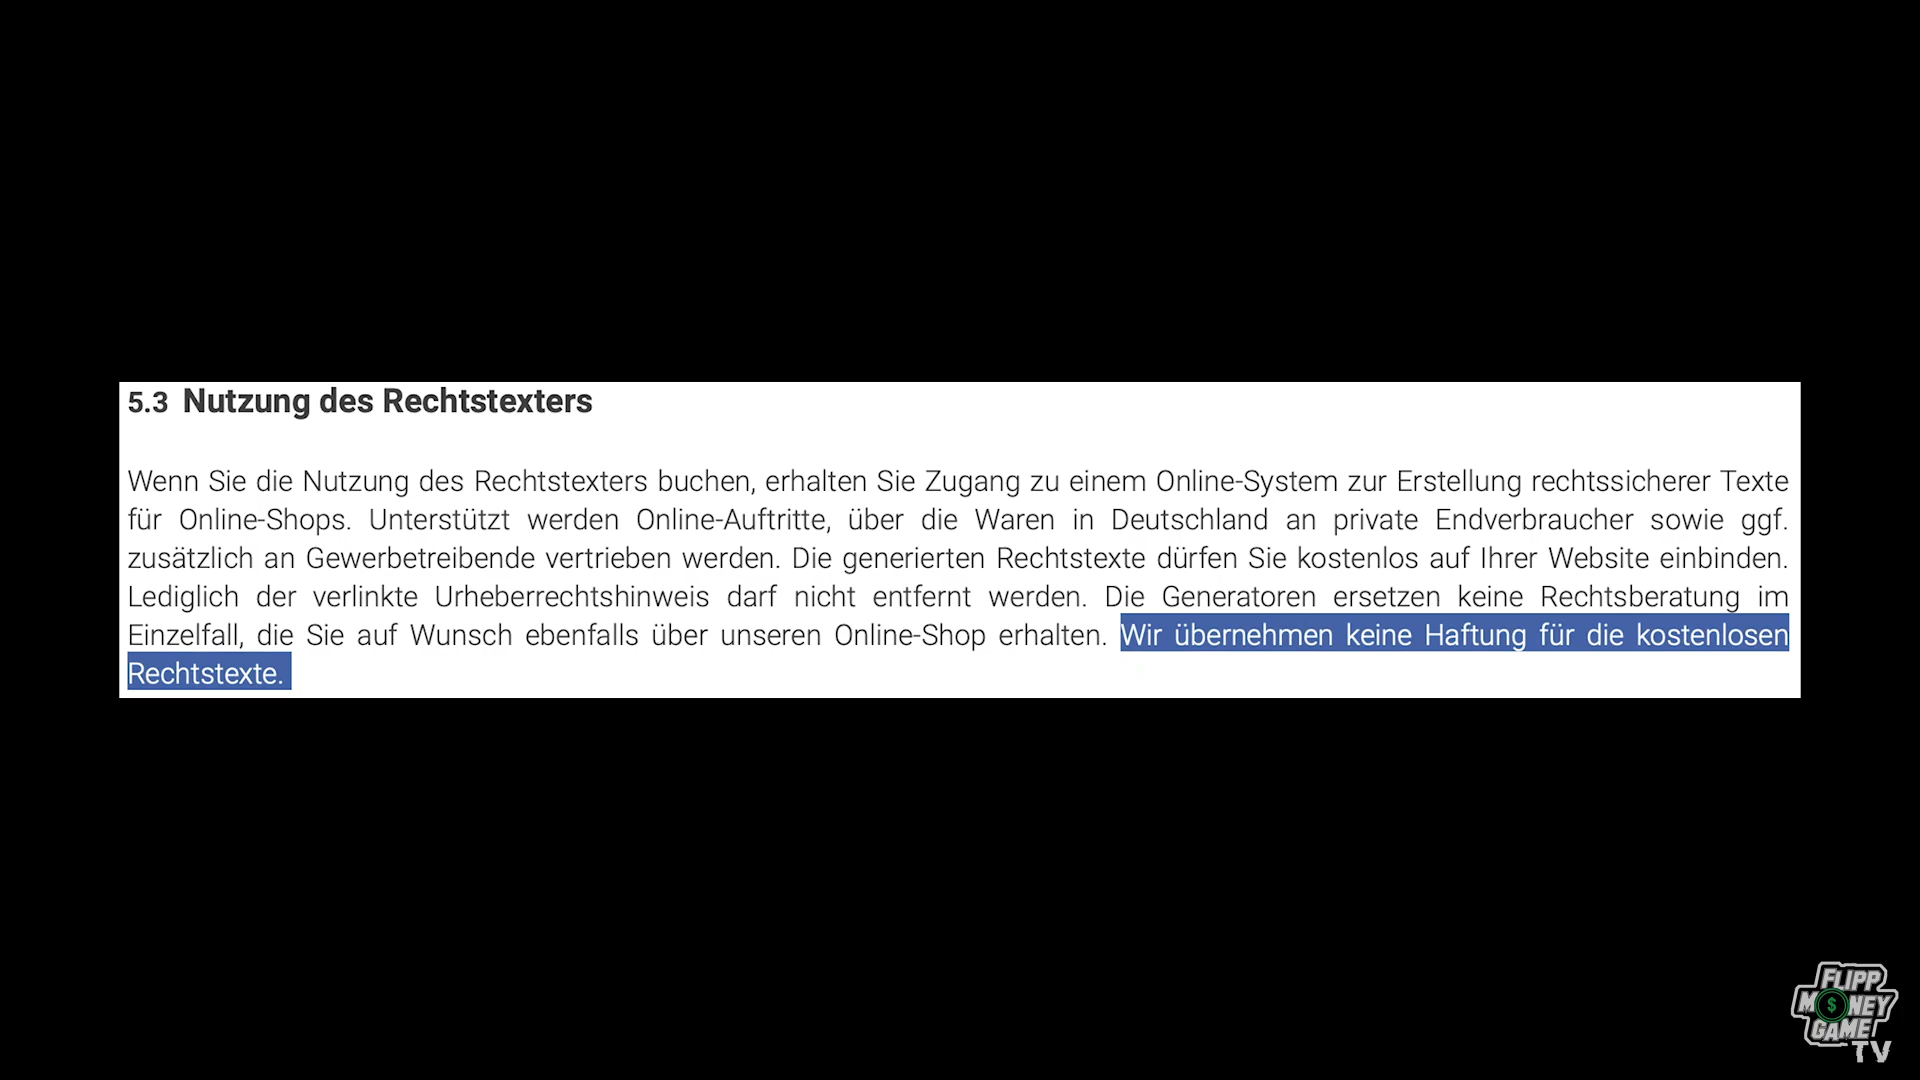 5.3 Nutzung des Rechtstexters
Wenn Sie die Nutzung des Rechtstexters buchen, erhalten Sie Zugang zu einem Online-System zur Erstellung rechtssicherer Texte
für Online-Shops. Unterstützt werden Online-Auftritte, über die Waren in Deutschland an private Endverbraucher sowie ggf.
zusätzlich an Gewerbetreibende vertrieben werden. Die generierten Rechtstexte dürfen Sie kostenlos auf Ihrer Website einbinden.
Lediglich der verlinkte Urheberrechtshinweis darf nicht entfernt werden. Die Generatoren ersetzen keine Rechtsberatung im
Einzelfall, die Sie auf Wunsch ebenfalls über unseren Online-Shop erhalten. Wir übernehmen keine Haftung für die kostenlosen
Rechtstexte.
FLIPP
M$NEY
GAME
TV